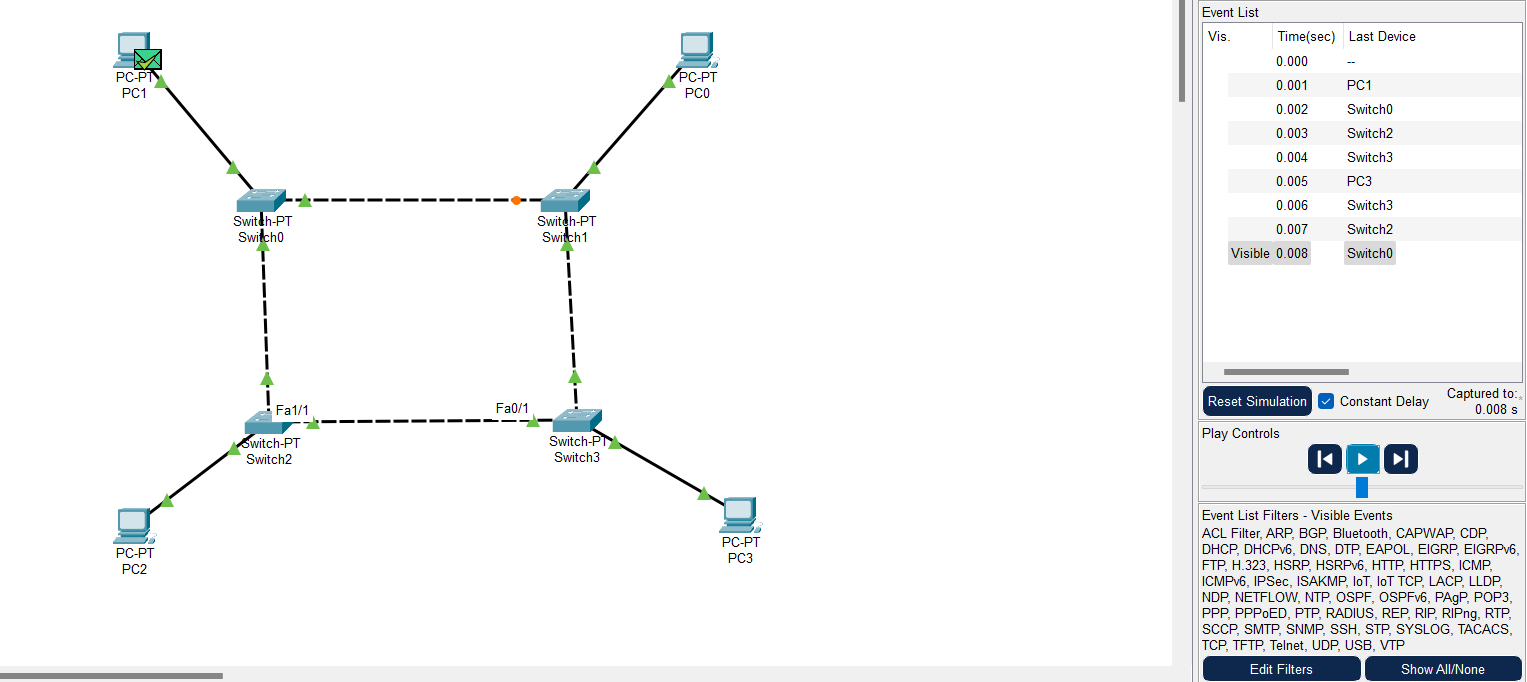 PC-PT
PC1
PC-PT
PC0
Switch-PT
Switch0
Switch-PT
Switch1
Fa1/1
Fa0/1
Switch-PT
Switch2
Switch-PT
Switch3
PC-PT
PC2
PC-PT
PC3
Event List
Vis. Time(sec) Last Device
0.000 --
0.001 PC1
0.002 Switch0
0.003 Switch2
0.004 Switch3
0.005 PC3
0.006 Switch3
0.007 Switch2
Visible 0.008 Switch0
Reset Simulation Constant Delay
Captured to:
0.008 s
Play Controls
Event List Filters - Visible Events
ACL Filter, ARP, BGP, Bluetooth, CAPWAP, CDP,
DHCP, DHCPv6, DNS, DTP, EAPOL, EIGRP, EIGRPv6,
FTP, H.323, HSRP, HSRPv6, HTTP, HTTPS, ICMP,
ICMPv6, IPSec, ISAKMP, IoT, IoT TCP, LACP, LLDP,
NDP, NETFLOW, NTP, OSPF, OSPFv6, PAgP, POP3,
PPP, PPPoED, PTP, RADIUS, REP, RIP, RIPng, RTP,
SCCP, SMTP, SNMP, SSH, STP, SYSLOG, TACACS,
TCP, TFTP, Telnet, UDP, USB, VTP
Edit Filters Show All/None